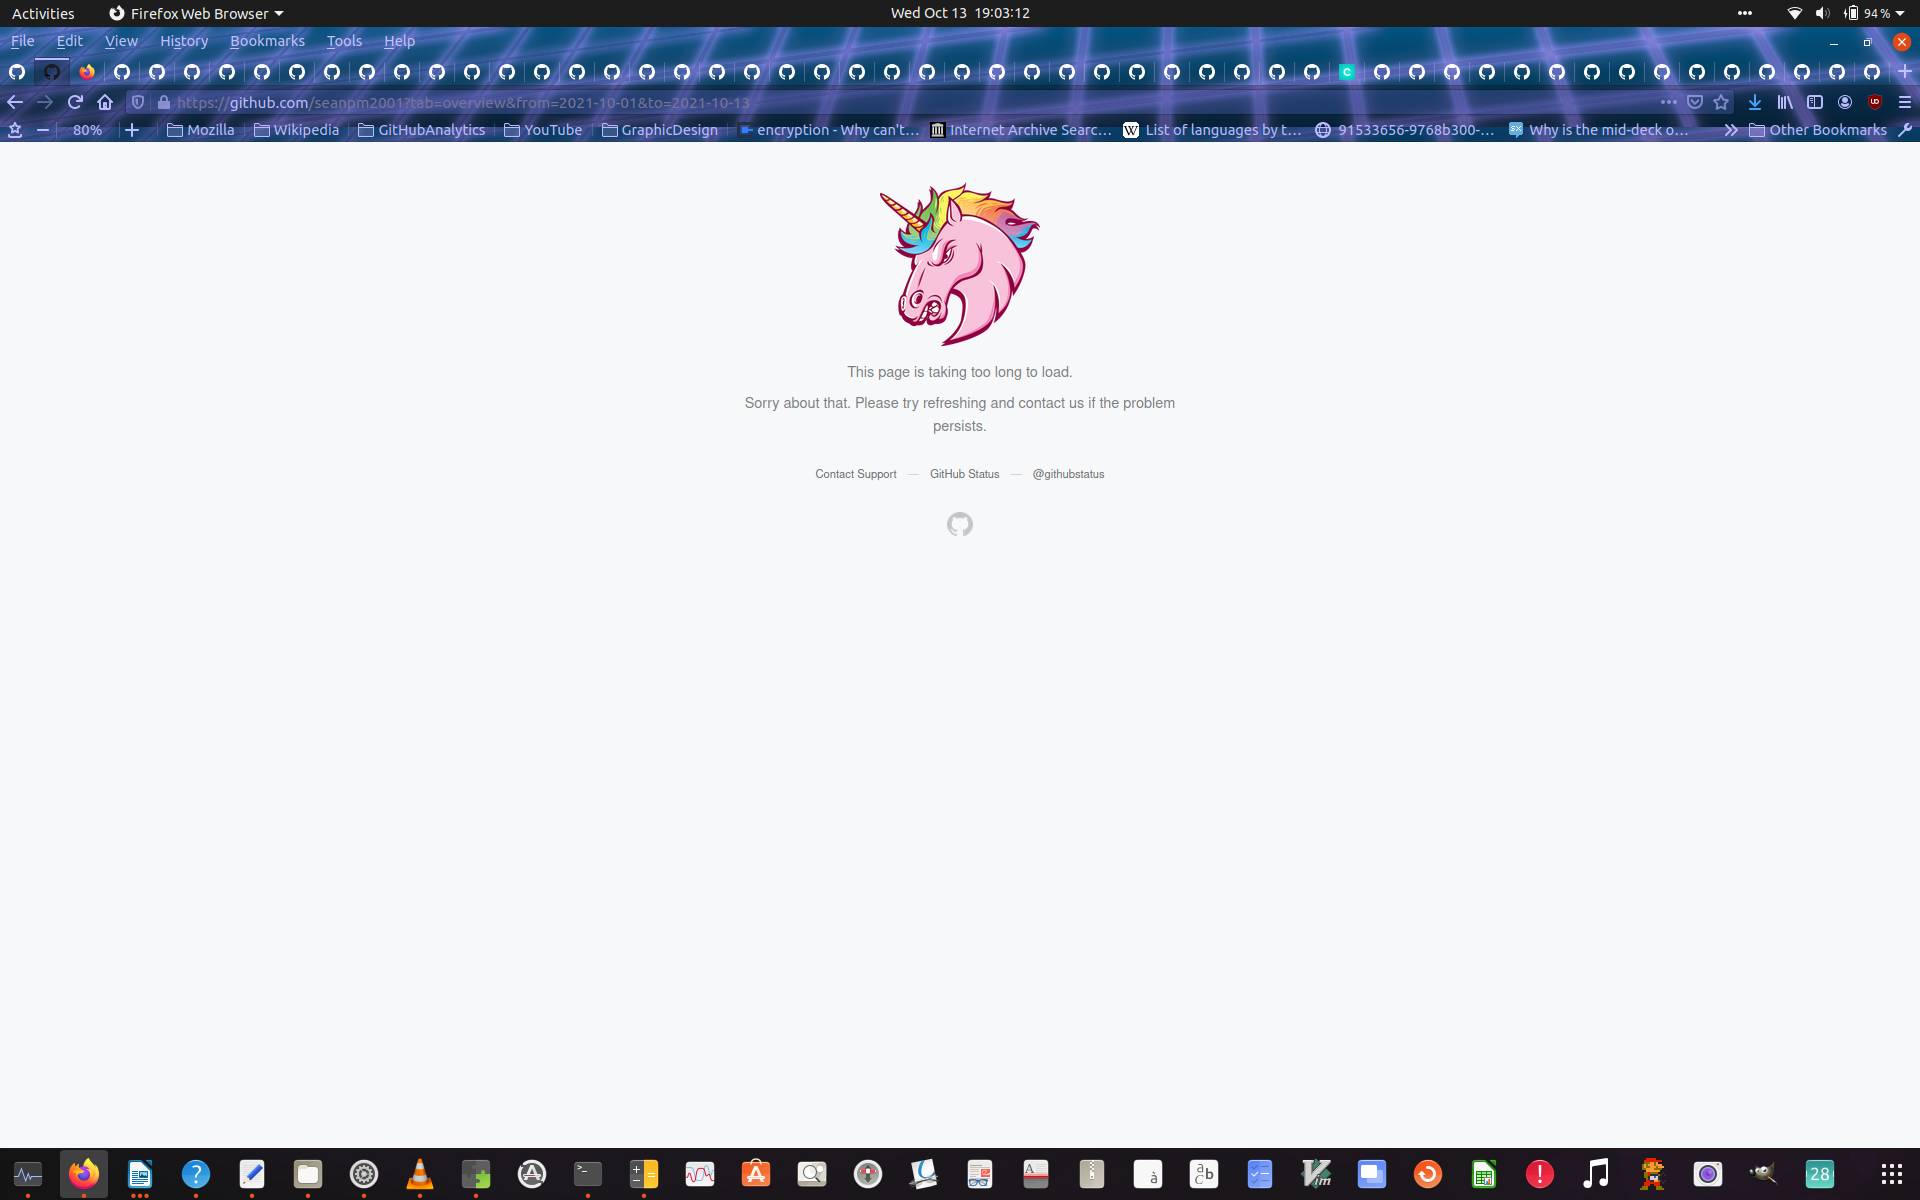 Activities
Firefox Web Browser
Wed Oct 13 19:03:12
94 %
File Edit View History Bookmarks Tools Help
C
https://github.com/seanpm2001?tab=overview&from=2021-10-01&to=2021-10-13
80%
Mozilla
Wikipedia
GitHubAnalytics
YouTube
GraphicDesign
encryption - Why can't…
Internet Archive Searc…
W List of languages by t…
91533656-9768b300-…
Why is the mid-deck o…
Other Bookmarks
This page is taking too long to load.
Sorry about that. Please try refreshing and contact us if the problem
persists.
Contact Support — GitHub Status — @githubstatus
28